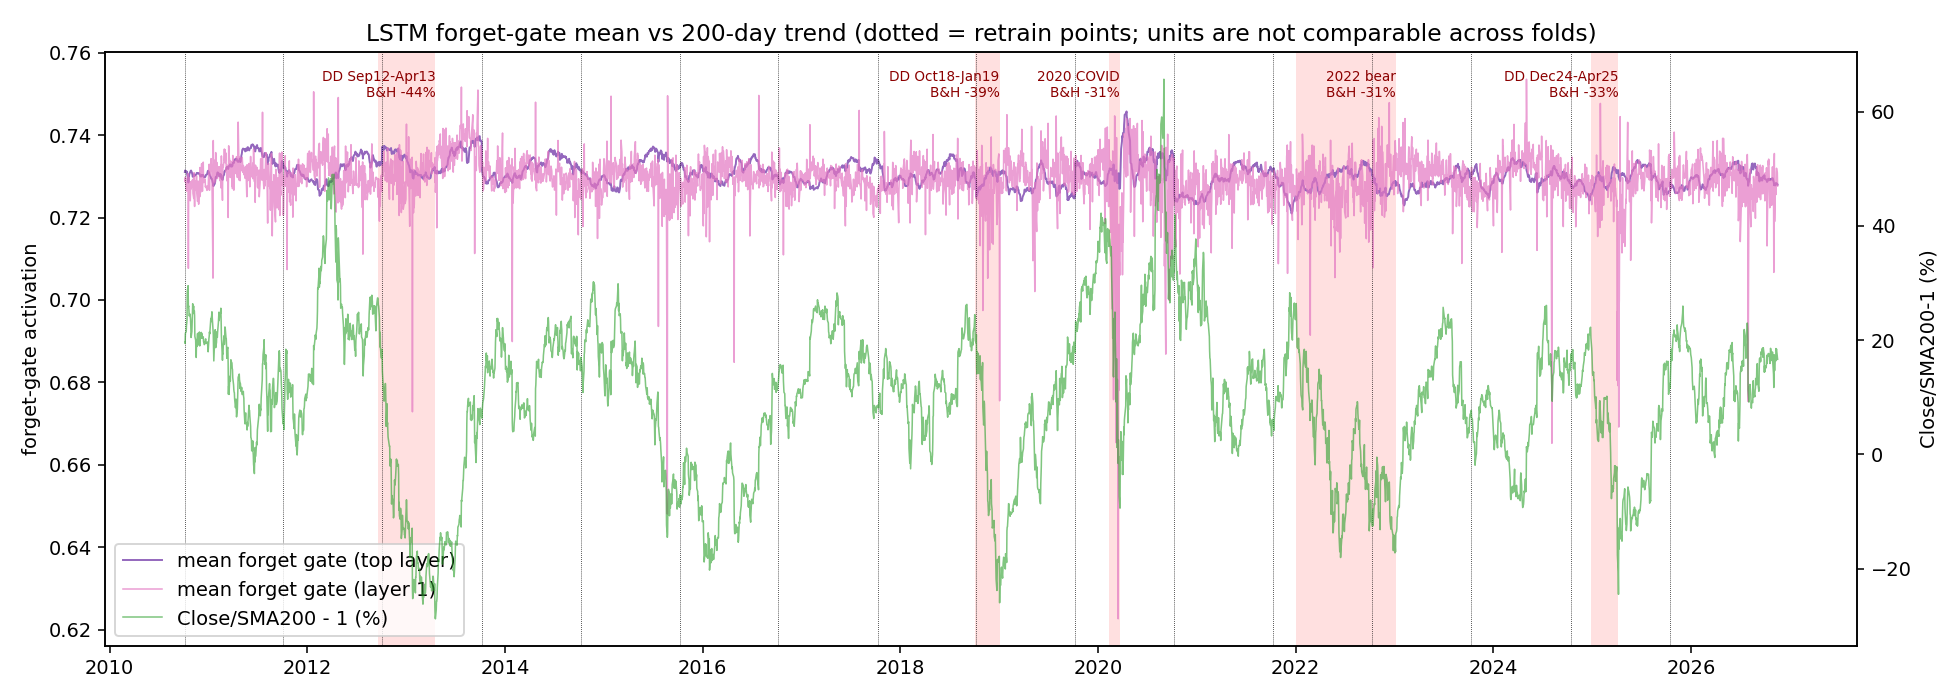 LSTM forget-gate mean vs 200-day trend (dotted = retrain points; units are not comparable across folds)
0.76
0.74
0.72
0.70
0.68
0.66
0.64
0.62
forget-gate activation
DD Sep12-Apr13
B&H -44%
DD Oct18-Jan19
B&H -39%
2020 COVID
B&H -31%
2022 bear
B&H -31%
DD Dec24-Apr25
B&H -33%
60
40
20
0
−20
Close/SMA200-1 (%)
mean forget gate (top layer)
mean forget gate (layer 1)
Close/SMA200 - 1 (%)
2010
2012
2014
2016
2018
2020
2022
2024
2026